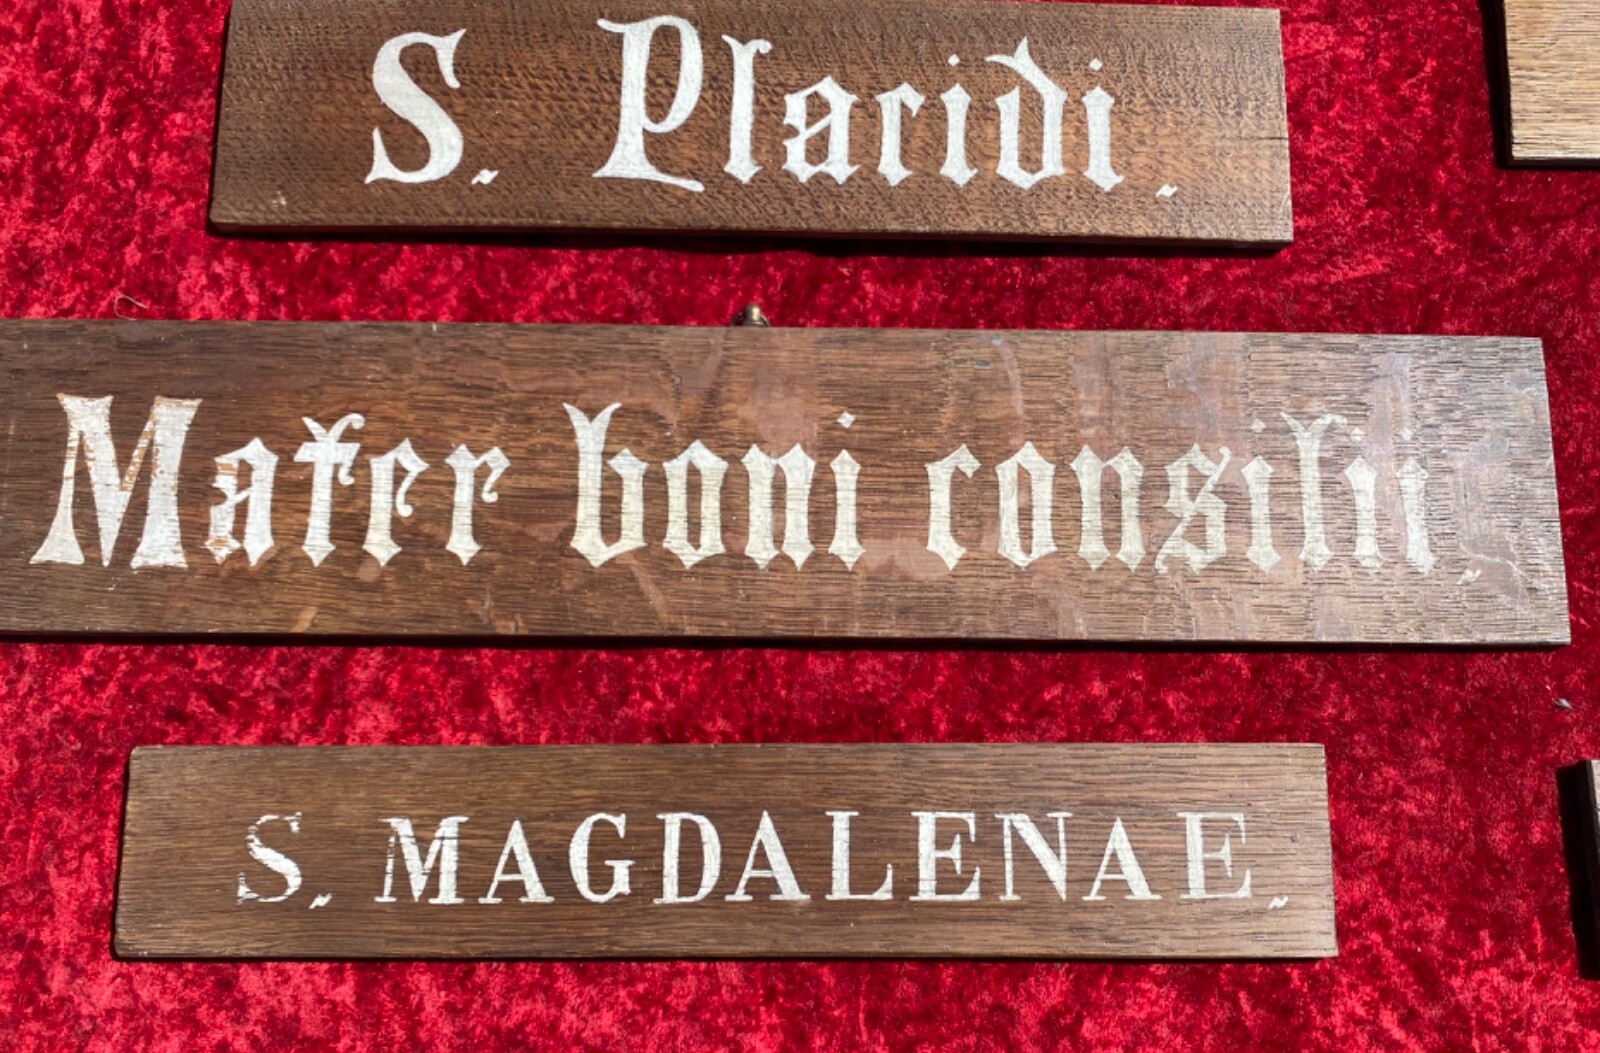 S. Placidi.
Mater boni consilii.
S. MAGDALENAE.